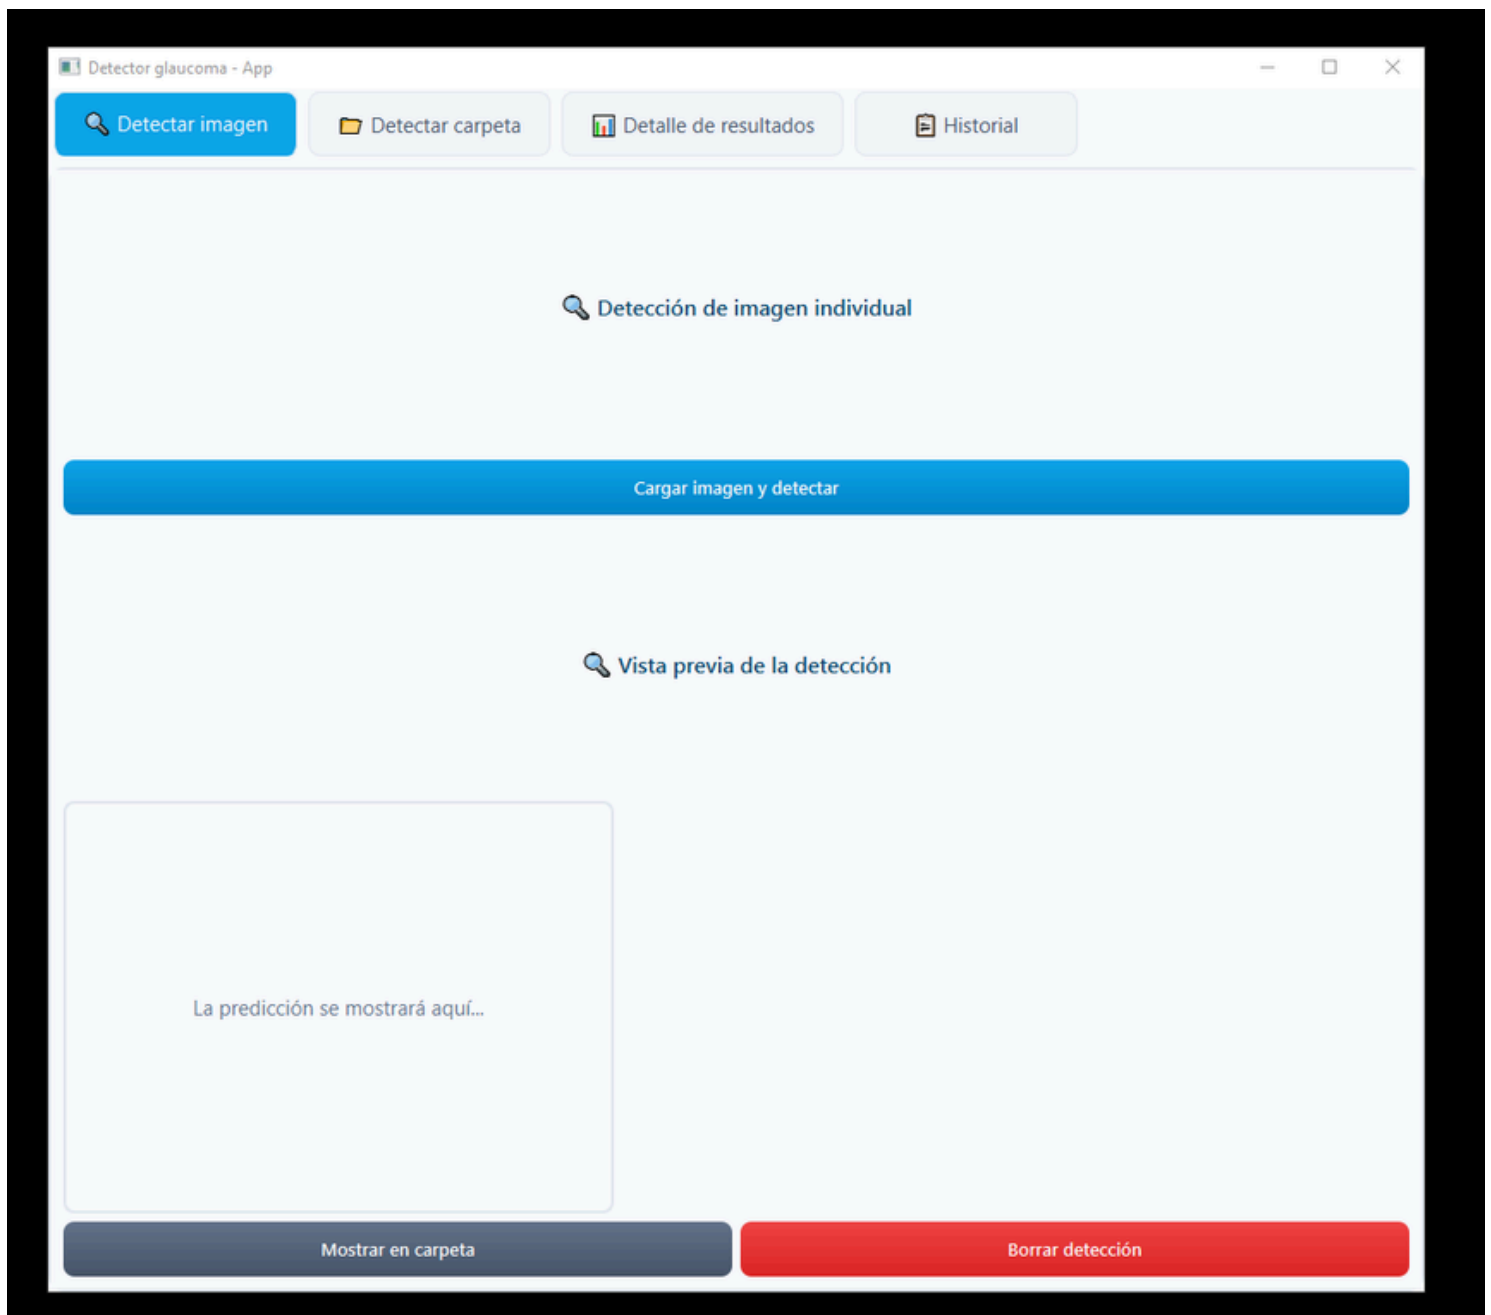 Detector glaucoma - App
Detectar imagen
Detectar carpeta
Detalle de resultados
Historial
Detección de imagen individual
Cargar imagen y detectar
Vista previa de la detección
La predicción se mostrará aquí...
Mostrar en carpeta
Borrar detección